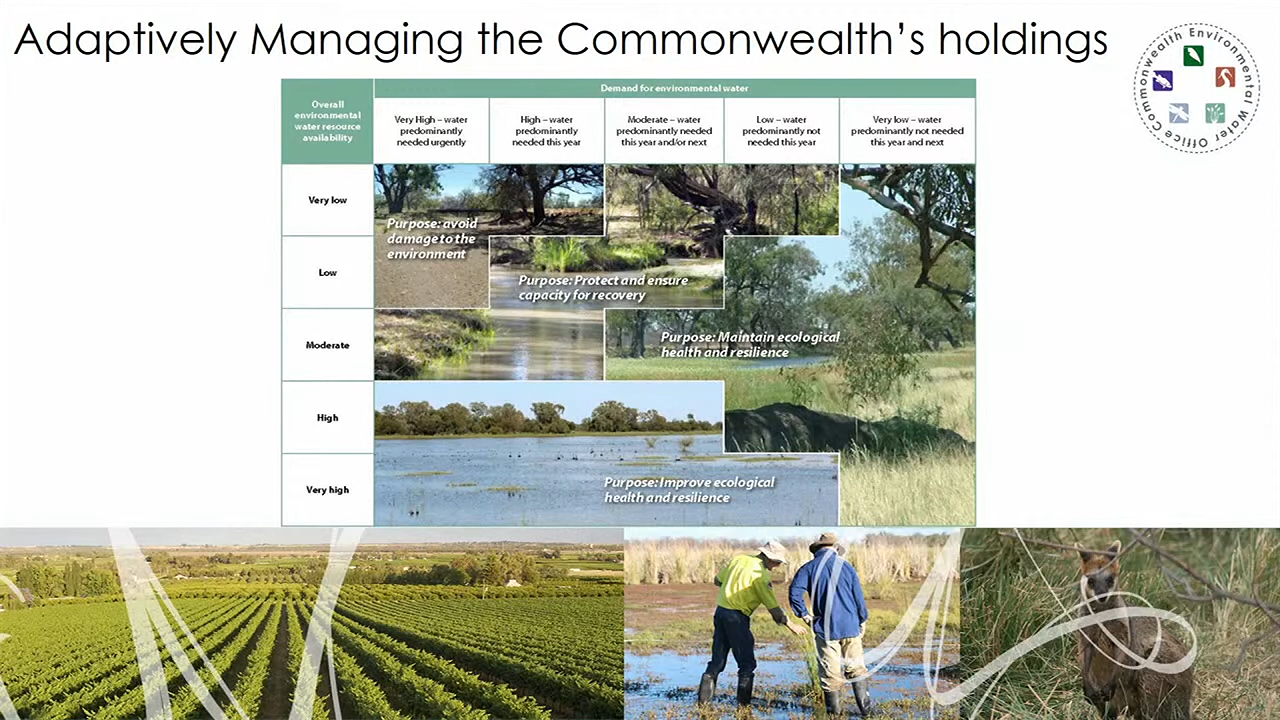 Adaptively Managing the Commonwealth's holdings
Commonwealth Environmental Water Office
Overall
environmental
water resource
availability
Demand for environmental water
Very High – water
predominantly
needed urgently
High – water
predominantly
needed this year
Moderate – water
predominantly needed
this year and/or next
Low – water
predominantly not
needed this year
Very low – water
predominantly not needed
this year and next
Very low
Purpose: avoid
damage to the
environment
Low
Purpose: Protect and ensure
capacity for recovery
Moderate
Purpose: Maintain ecological
health and resilience
High
Very high
Purpose: Improve ecological
health and resilience